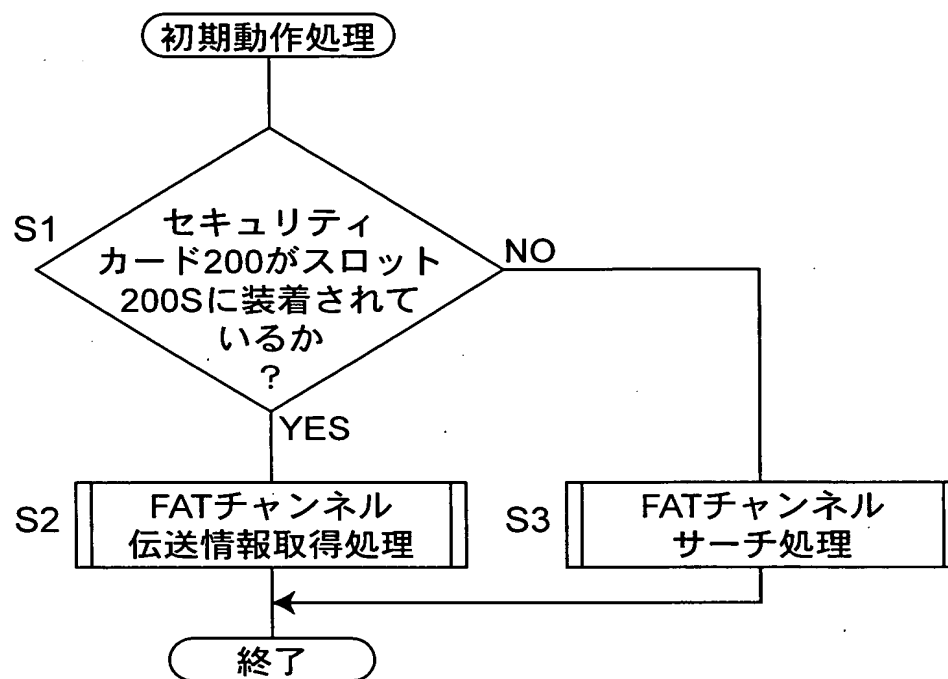 初期動作処理
S1
セキュリティ
カード200がスロット
200Sに装着されて
いるか
?
NO
YES
S2
FATチャンネル
伝送情報取得処理
S3
FATチャンネル
サーチ処理
終了